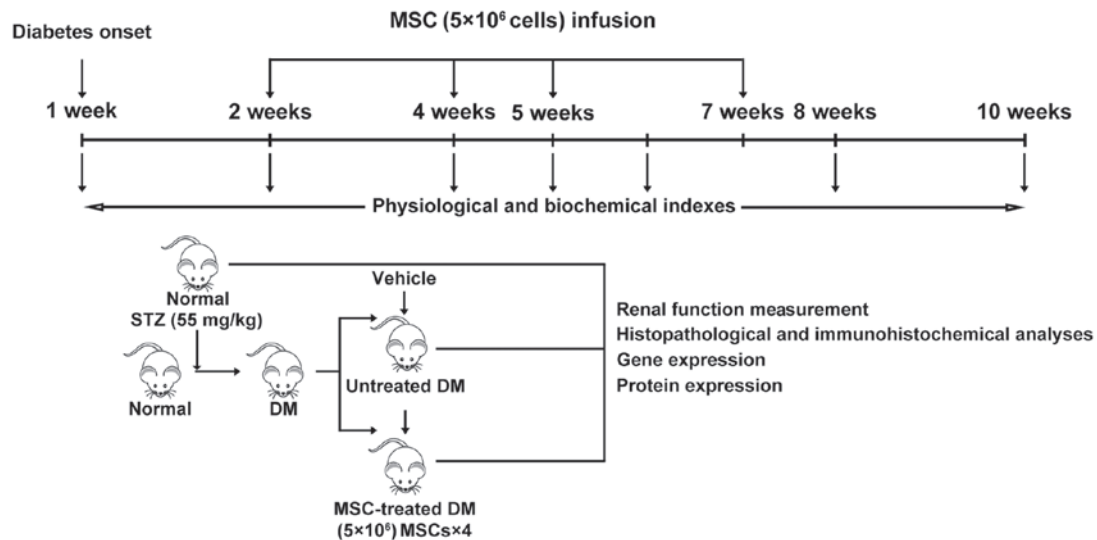 MSC (5×10⁶ cells) infusion
Diabetes onset
1 week 2 weeks 4 weeks 5 weeks 7 weeks 8 weeks 10 weeks
Physiological and biochemical indexes
Normal
STZ (55 mg/kg)
Normal
DM
Vehicle
Untreated DM
MSC-treated DM
(5×10⁶) MSCs×4
Renal function measurement
Histopathological and immunohistochemical analyses
Gene expression
Protein expression